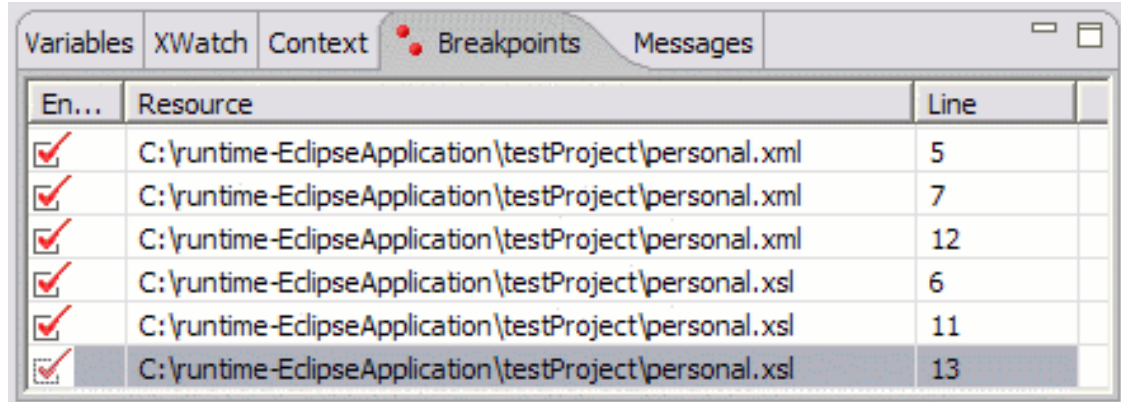 Variables XWatch Context Breakpoints Messages
En... Resource Line
C:\runtime-EclipseApplication\testProject\personal.xml 5
C:\runtime-EclipseApplication\testProject\personal.xml 7
C:\runtime-EclipseApplication\testProject\personal.xml 12
C:\runtime-EclipseApplication\testProject\personal.xsl 6
C:\runtime-EclipseApplication\testProject\personal.xsl 11
C:\runtime-EclipseApplication\testProject\personal.xsl 13